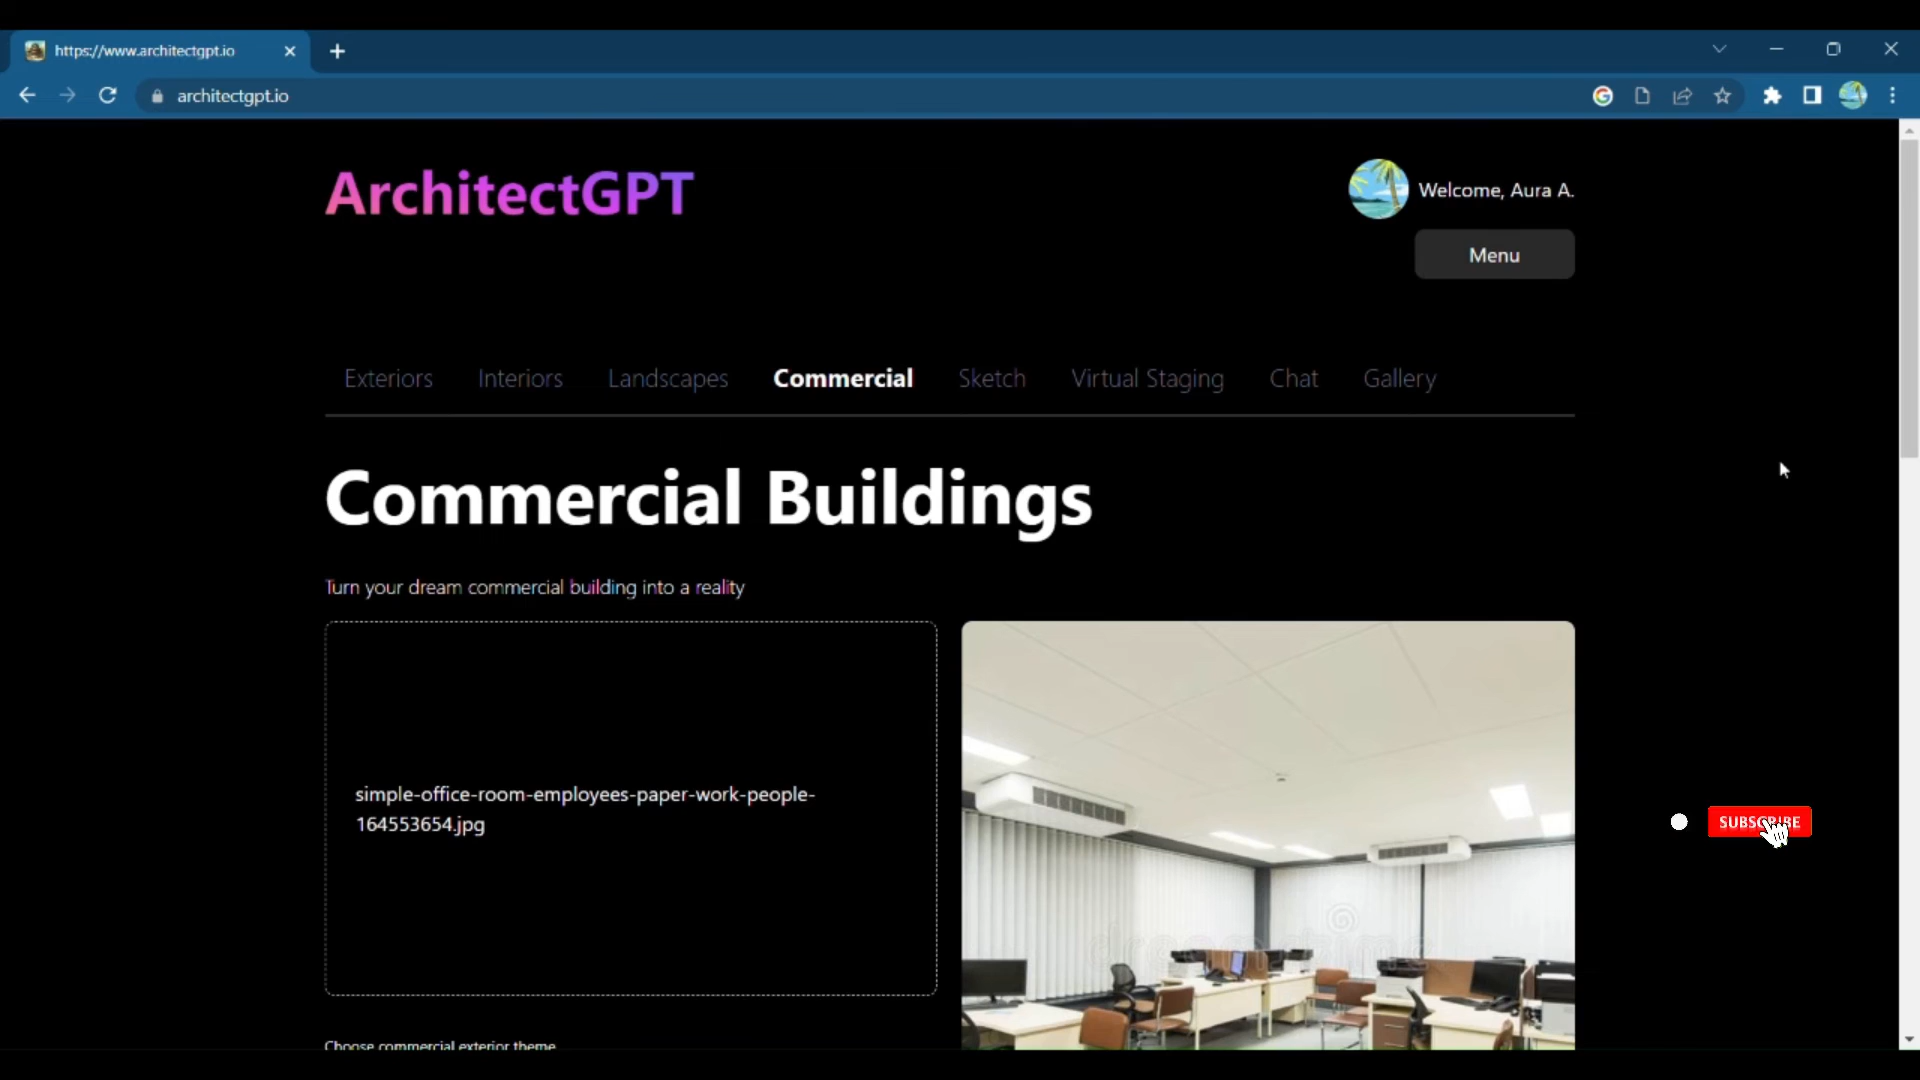 https://www.architectgpt.io
architectgpt.io
ArchitectGPT
Welcome, Aura A.
Menu
Exteriors Interiors Landscapes Commercial Sketch Virtual Staging Chat Gallery
Commercial Buildings
Turn your dream commercial building into a reality
simple-office-room-employees-paper-work-people-
164553654.jpg
SUBSCRIBE
Choose commercial exterior theme